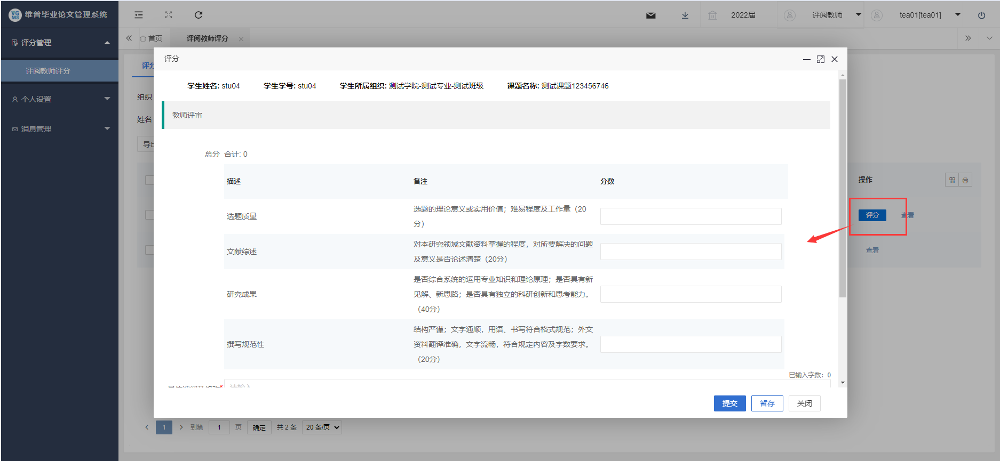 VG
MS
维普毕业论文管理系统
2022届
评阅教师
tea01[tea01]
评分管理
评阅教师评分
个人设置
消息管理
首页
评阅教师评分
评分
组织
姓名
评分
学生姓名: stu04
学生学号: stu04
学生所属组织: 测试学院-测试专业-测试班级
课题名称: 测试课题123456746
教师评审
总分 合计: 0
描述
备注
分数
选题质量
选题的理论意义或实用价值；难易程度及工作量（20
分）
文献综述
对本研究领域文献资料掌握的程度，对所要解决的问题
及意义是否论述清楚（20分）
研究成果
是否综合系统的运用专业知识和理论原理；是否具有新
见解、新思路；是否具有独立的科研创新和思考能力。
（40分）
撰写规范性
结构严谨；文字通顺，用语、书写符合格式规范；外文
资料翻译准确，文字流畅，符合规定内容及字数要求。
（20分）
已输入字数：0
请输入
提交
暂存
关闭
操作
评分
查看
查看
1
到第
1
页
确定
共 2 条
20 条/页